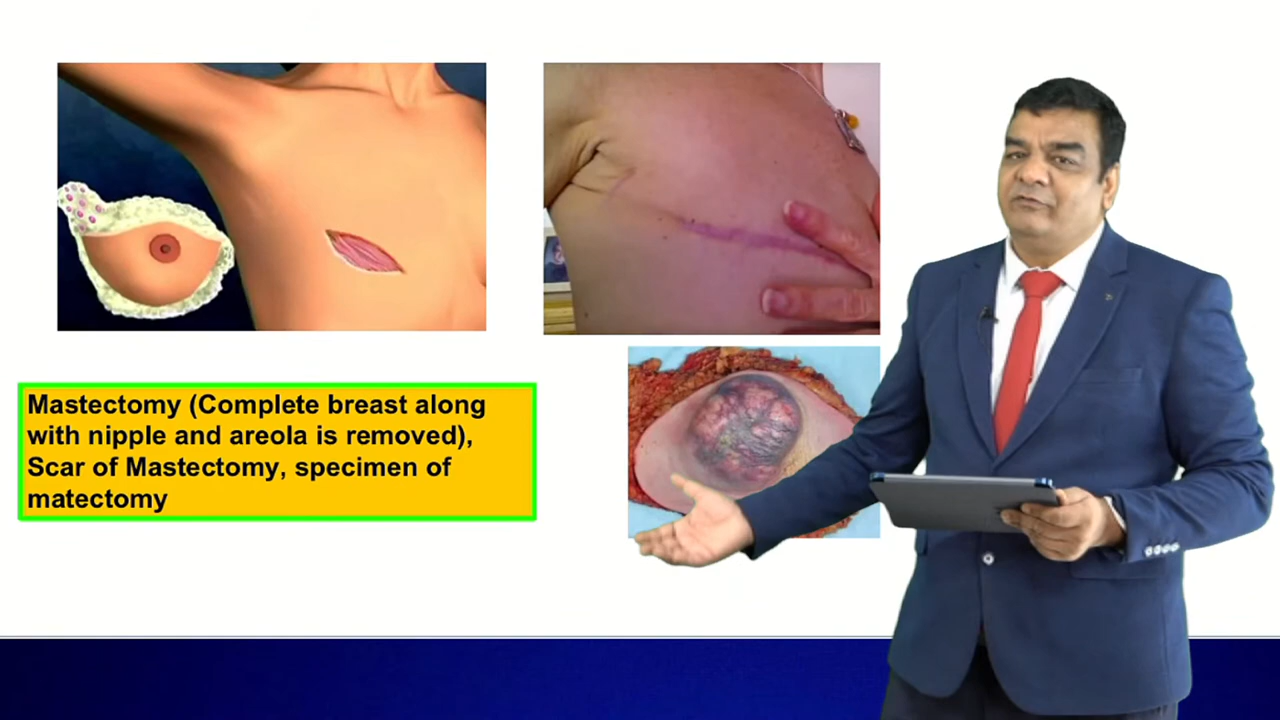 Mastectomy (Complete breast along
with nipple and areola is removed),
Scar of Mastectomy, specimen of
matectomy